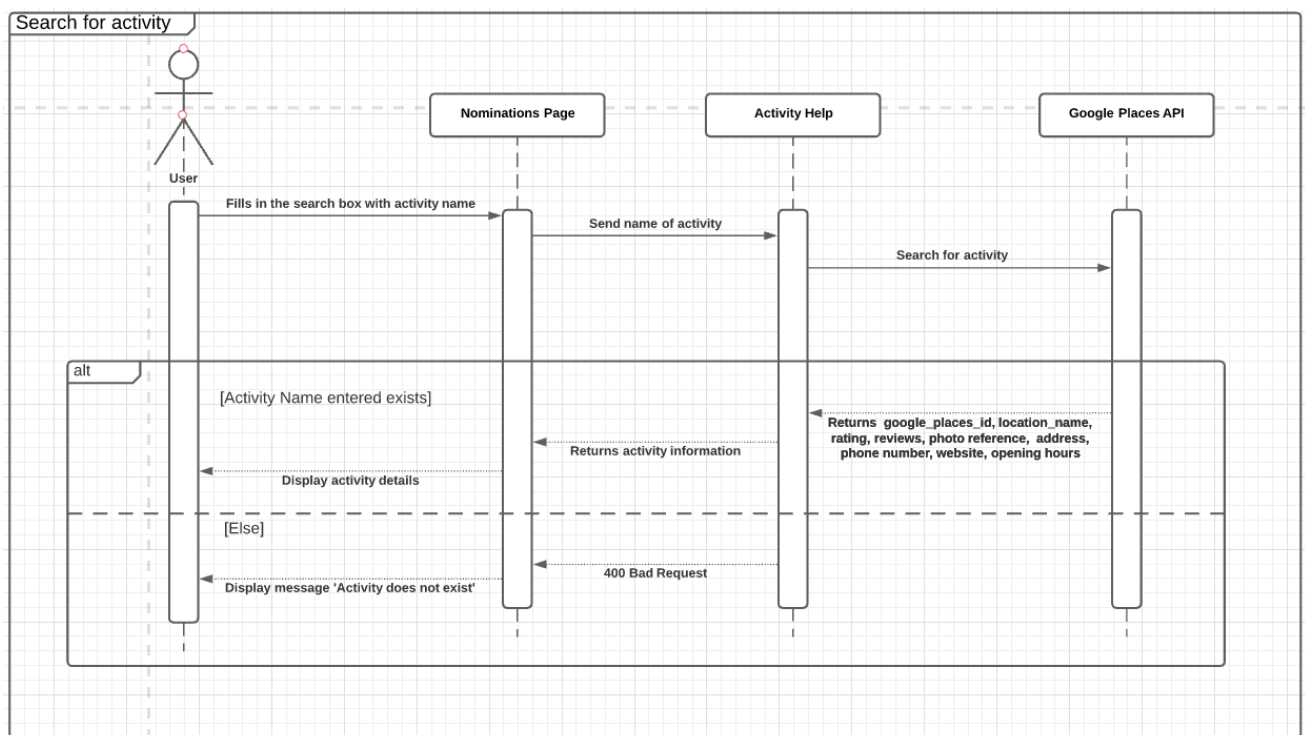 Search for activity
Nominations Page
Activity Help
Google Places API
User
Fills in the search box with activity name
Send name of activity
Search for activity
alt
[Activity Name entered exists]
Returns google_places_id, location_name,
rating, reviews, photo reference, address,
phone number, website, opening hours
Returns activity information
Display activity details
[Else]
400 Bad Request
Display message 'Activity does not exist'